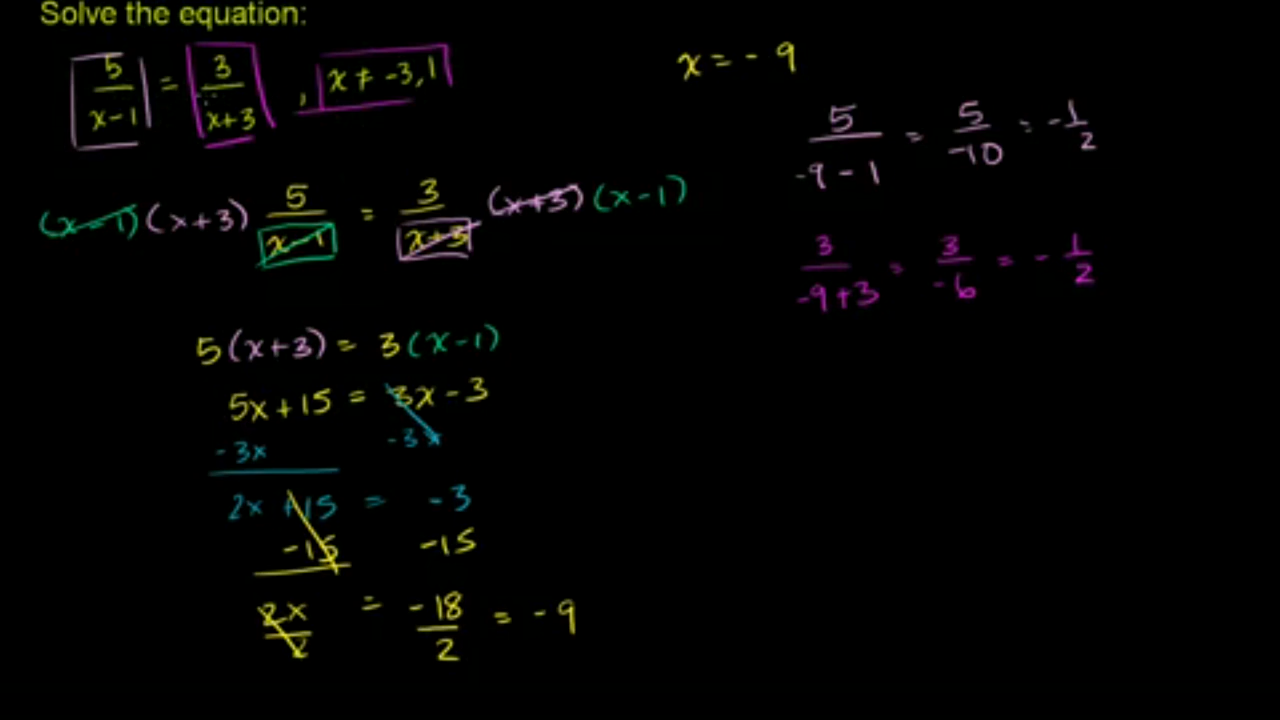 Solve the equation:
5/(x-1) = 3/(x+3) , x ≠ -3,1
(x-1)(x+3) 5/(x-1) = 3/(x+3) (x+3)(x-1)
5(x+3) = 3(x-1)
5x+15 = 3x-3
-3x -3x
2x +15 = -3
-15 -15
2x/2 = -18/2 = -9
x = -9
5/(-9-1) = 5/-10 = -1/2
3/(-9+3) = 3/-6 = -1/2